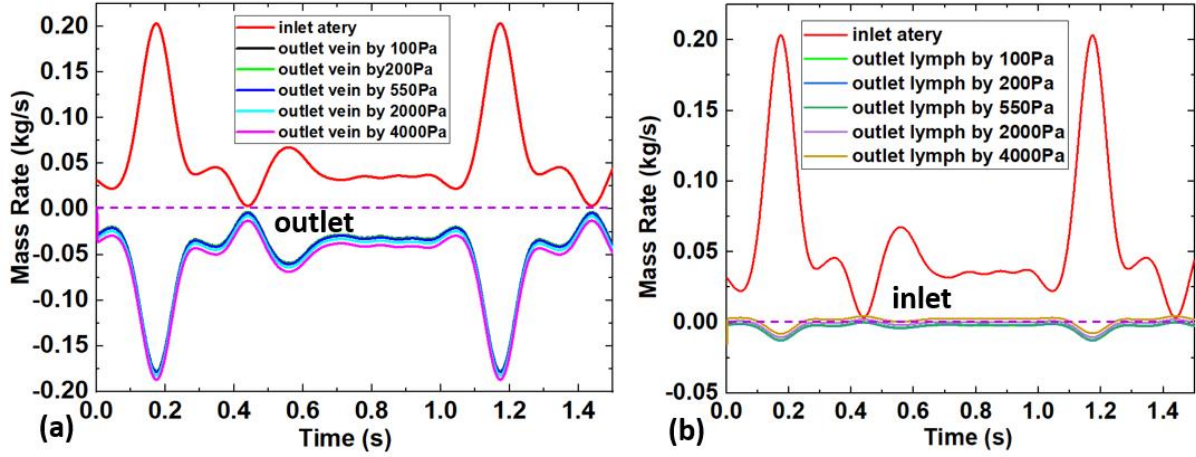 inlet atery
outlet vein by 100Pa
outlet vein by200Pa
outlet vein by 550Pa
outlet vein by 2000Pa
outlet vein by 4000Pa
0.20
0.15
0.10
0.05
0.00
-0.05
-0.10
-0.15
-0.20
Mass Rate (kg/s)
outlet
0.0 0.2 0.4 0.6 0.8 1.0 1.2 1.4
Time (s)
(a)
inlet atery
outlet lymph by 100Pa
outlet lymph by 200Pa
outlet lymph by 550Pa
outlet lymph by 2000Pa
outlet lymph by 4000Pa
0.20
0.15
0.10
0.05
0.00
-0.05
Mass Rate (kg/s)
inlet
0.0 0.2 0.4 0.6 0.8 1.0 1.2 1.4
Time (s)
(b)